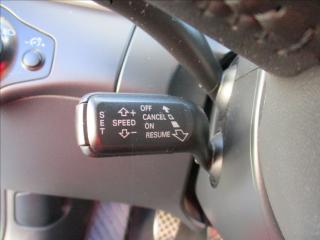 SET
SPEED
+
-
OFF
CANCEL
ON
RESUME